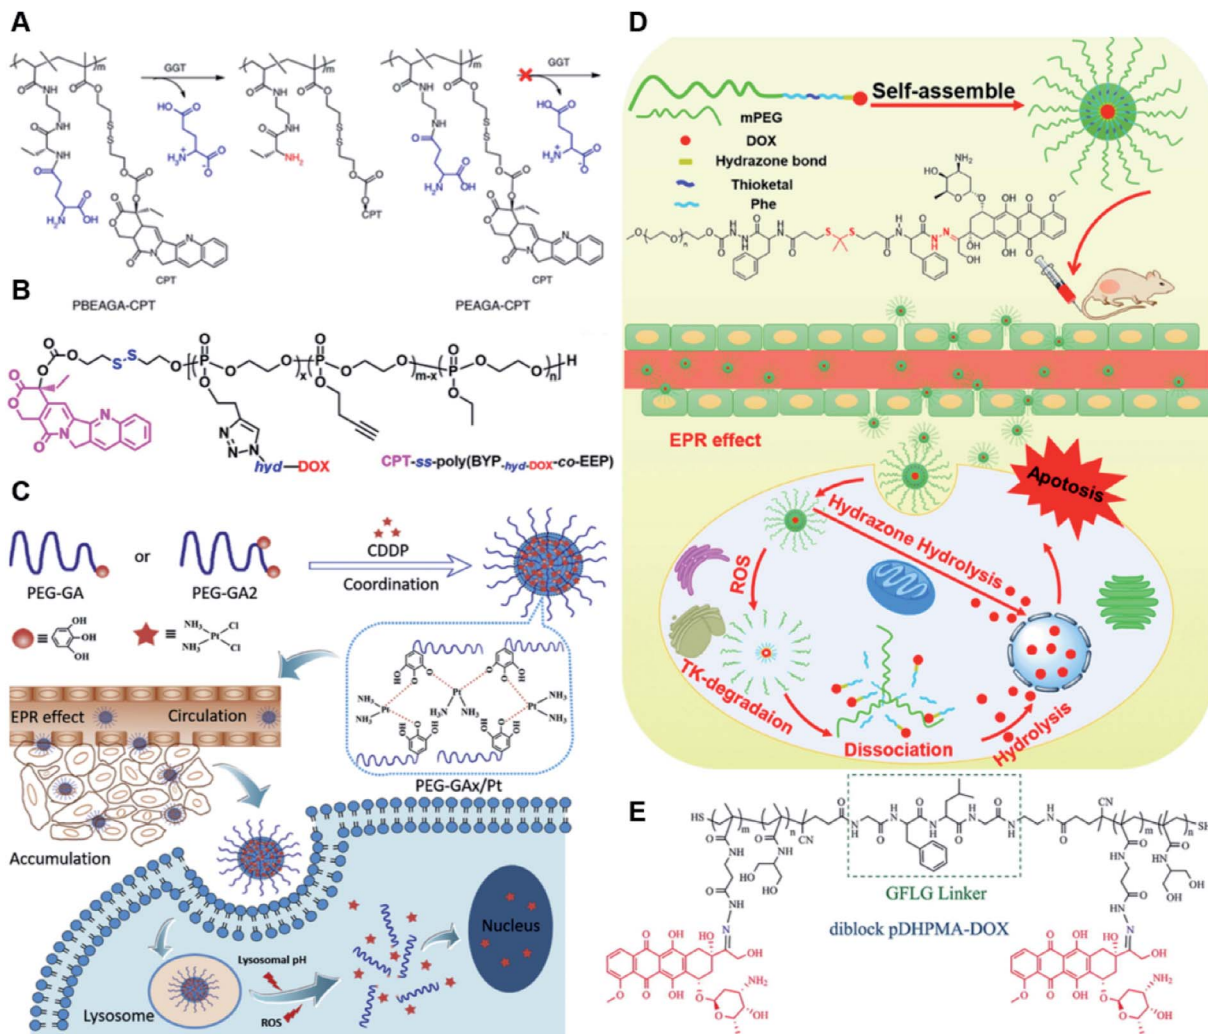 A
GGT
GGT
CPT
CPT
CPT
PBEAGA-CPT
PEAGA-CPT
B
CPT-ss-poly(BYP-hyd-DOX-co-EEP)
hyd—DOX
C
PEG-GA
or
PEG-GA2
CDDP
Coordination
EPR effect
Circulation
PEG-GAx/Pt
Accumulation
Nucleus
Lysosomal pH
ROS
Lysosome
D
Self-assemble
mPEG
DOX
Hydrazone bond
Thioketal
Phe
EPR effect
Apotosis
Hydrazone Hydrolysis
ROS
TK-degradaion
Dissociation
Hydrolysis
E
GFLG Linker
diblock pDHPMA-DOX